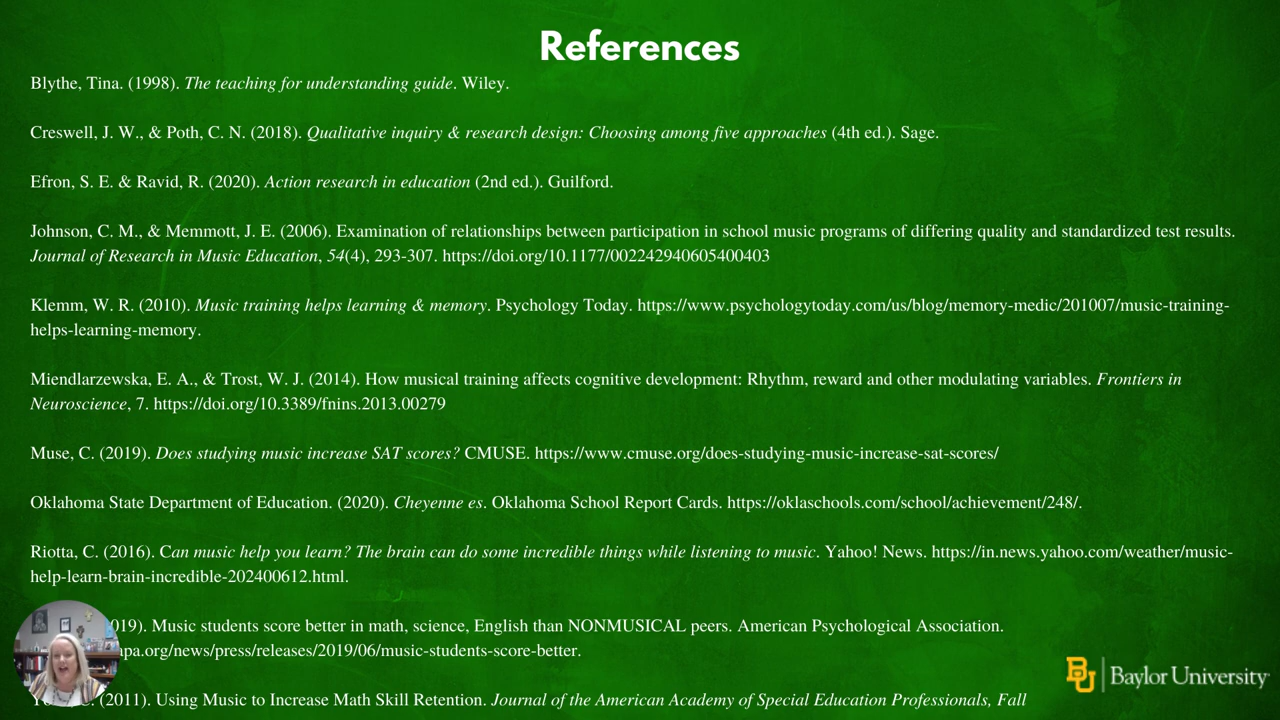 References
Blythe, Tina. (1998). The teaching for understanding guide. Wiley.
Creswell, J. W., & Poth, C. N. (2018). Qualitative inquiry & research design: Choosing among five approaches (4th ed.). Sage.
Efron, S. E. & Ravid, R. (2020). Action research in education (2nd ed.). Guilford.
Johnson, C. M., & Memmott, J. E. (2006). Examination of relationships between participation in school music programs of differing quality and standardized test results.
Journal of Research in Music Education, 54(4), 293-307. https://doi.org/10.1177/002242940605400403
Klemm, W. R. (2010). Music training helps learning & memory. Psychology Today. https://www.psychologytoday.com/us/blog/memory-medic/201007/music-training-
helps-learning-memory.
Miendlarzewska, E. A., & Trost, W. J. (2014). How musical training affects cognitive development: Rhythm, reward and other modulating variables. Frontiers in
Neuroscience, 7. https://doi.org/10.3389/fnins.2013.00279
Muse, C. (2019). Does studying music increase SAT scores? CMUSE. https://www.cmuse.org/does-studying-music-increase-sat-scores/
Oklahoma State Department of Education. (2020). Cheyenne es. Oklahoma School Report Cards. https://oklaschools.com/school/achievement/248/.
Riotta, C. (2016). Can music help you learn? The brain can do some incredible things while listening to music. Yahoo! News. https://in.news.yahoo.com/weather/music-
help-learn-brain-incredible-202400612.html.
019). Music students score better in math, science, English than NONMUSICAL peers. American Psychological Association.
apa.org/news/press/releases/2019/06/music-students-score-better.
(2011). Using Music to Increase Math Skill Retention. Journal of the American Academy of Special Education Professionals, Fall
BU Baylor University